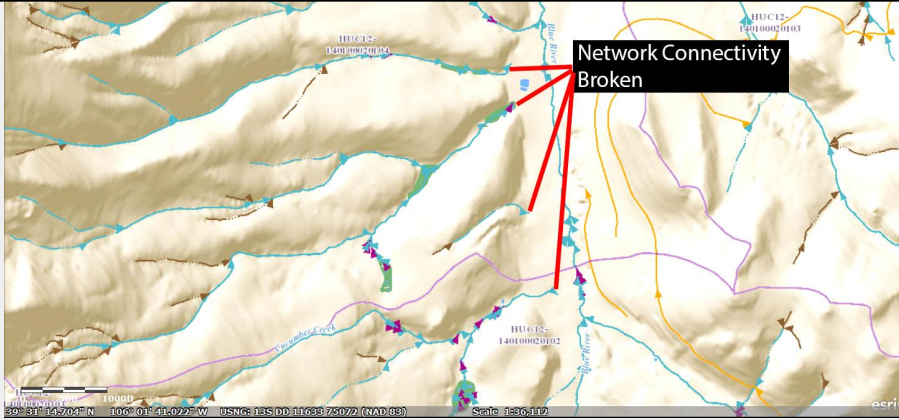 Blue River
HUC12-
140100020103
HUC12-
140100020104
Network Connectivity
Broken
HUC12-
140100020102
Cucumber Creek
Blue River
1000ft
esri
39° 31' 14.704" N 106° 01' 41.022" W USNG: 13S DD 11633 75072 (NAD 83) Scale 1:36,112